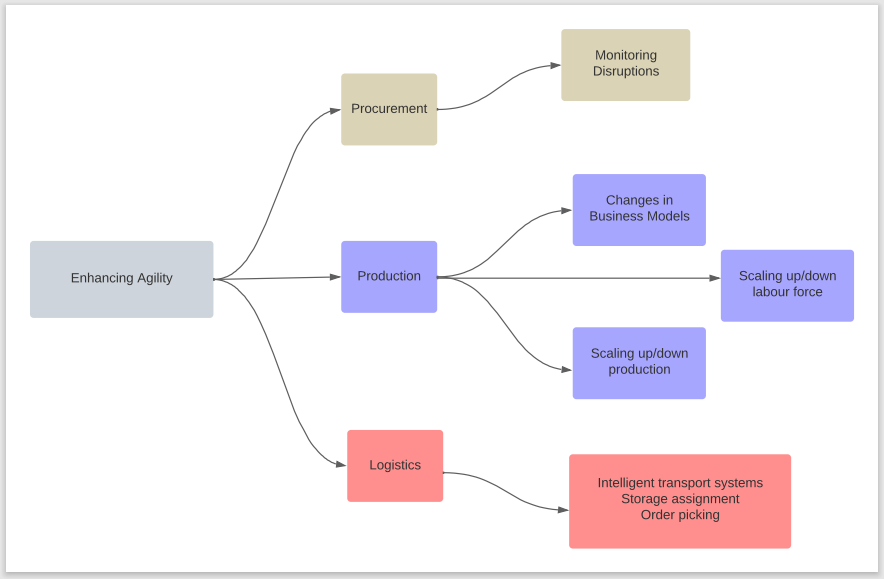 Monitoring
Disruptions
Procurement
Changes in
Business Models
Enhancing Agility
Production
Scaling up/down
labour force
Scaling up/down
production
Logistics
Intelligent transport systems
Storage assignment
Order picking